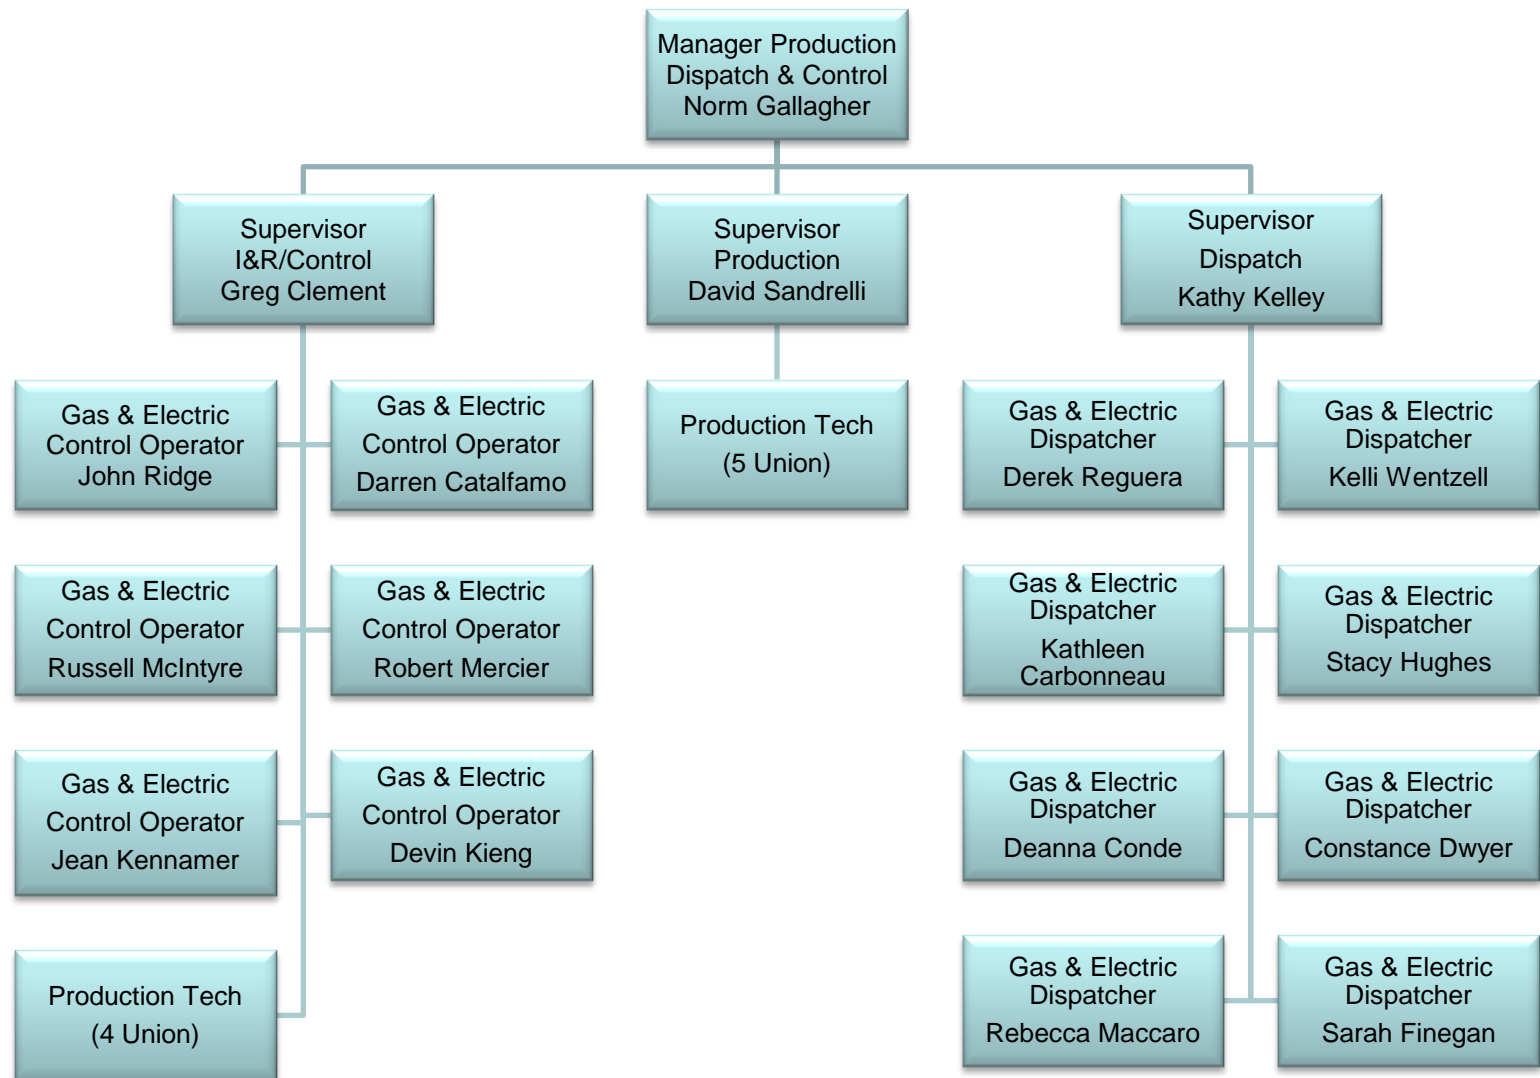 Manager Production
Dispatch & Control
Norm Gallagher
Supervisor
I&R/Control
Greg Clement
Supervisor
Production
David Sandrelli
Supervisor
Dispatch
Kathy Kelley
Gas & Electric
Control Operator
John Ridge
Gas & Electric
Control Operator
Darren Catalfamo
Production Tech
(5 Union)
Gas & Electric
Dispatcher
Derek Reguera
Gas & Electric
Dispatcher
Kelli Wentzell
Gas & Electric
Control Operator
Russell McIntyre
Gas & Electric
Control Operator
Robert Mercier
Gas & Electric
Dispatcher
Kathleen
Carbonneau
Gas & Electric
Dispatcher
Stacy Hughes
Gas & Electric
Control Operator
Jean Kennamer
Gas & Electric
Control Operator
Devin Kieng
Gas & Electric
Dispatcher
Deanna Conde
Gas & Electric
Dispatcher
Constance Dwyer
Production Tech
(4 Union)
Gas & Electric
Dispatcher
Rebecca Maccaro
Gas & Electric
Dispatcher
Sarah Finegan